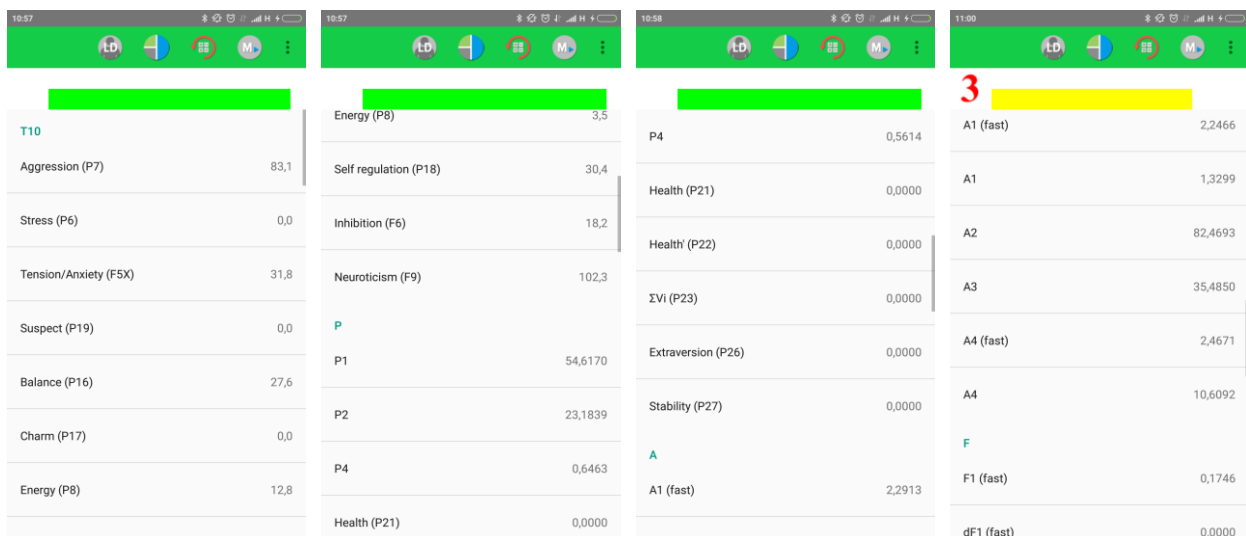 10:57
H
LD
M
T10
Aggression (P7) 83,1
Stress (P6) 0,0
Tension/Anxiety (F5X) 31,8
Suspect (P19) 0,0
Balance (P16) 27,6
Charm (P17) 0,0
Energy (P8) 12,8
10:57
H
LD
M
Energy (P8) 3,5
Self regulation (P18) 30,4
Inhibition (F6) 18,2
Neuroticism (F9) 102,3
P
P1 54,6170
P2 23,1839
P4 0,6463
Health (P21) 0,0000
10:58
H
LD
M
P4 0,5614
Health (P21) 0,0000
Health' (P22) 0,0000
ΣVi (P23) 0,0000
Extraversion (P26) 0,0000
Stability (P27) 0,0000
A
A1 (fast) 2,2913
11:00
H
LD
M
3
A1 (fast) 2,2466
A1 1,3299
A2 82,4693
A3 35,4850
A4 (fast) 2,4671
A4 10,6092
F
F1 (fast) 0,1746
dF1 (fast) 0,0000